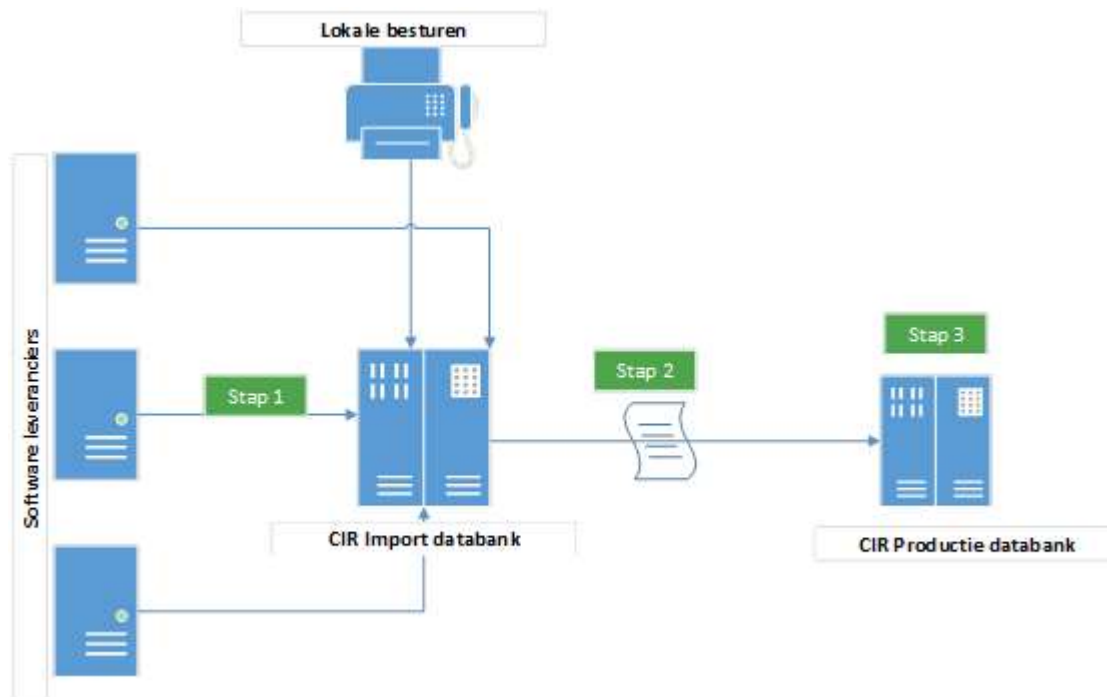 Lokale besturen
Software leveranciers
Stap 1
Stap 2
Stap 3
CIR Import databank
CIR Productie databank